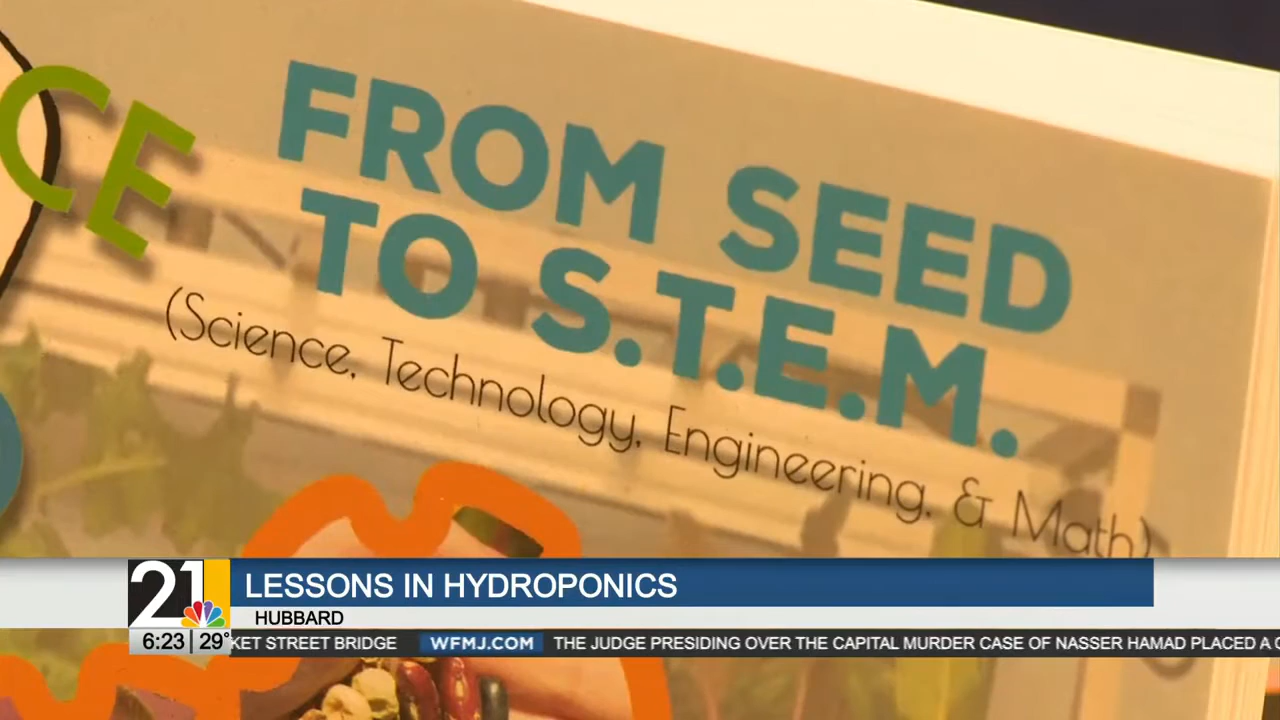 CE
FROM SEED
TO S.T.E.M.
(Science, Technology, Engineering, & Math)
21
LESSONS IN HYDROPONICS
HUBBARD
6:23 29°
KET STREET BRIDGE WFMJ.COM THE JUDGE PRESIDING OVER THE CAPITAL MURDER CASE OF NASSER HAMAD PLACED A